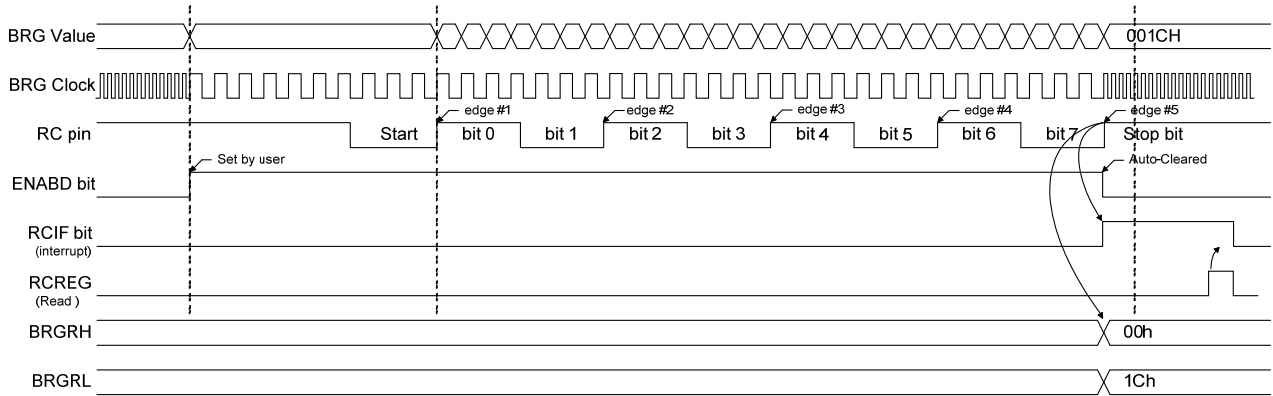 BRG Value
001CH
BRG Clock
edge #1
edge #2
edge #3
edge #4
edge #5
RC pin
Start
bit 0
bit 1
bit 2
bit 3
bit 4
bit 5
bit 6
bit 7
Stop bit
Set by user
Auto-Cleared
ENABD bit
RCIF bit
(interrupt)
RCREG
(Read )
BRGRH
00h
BRGRL
1Ch